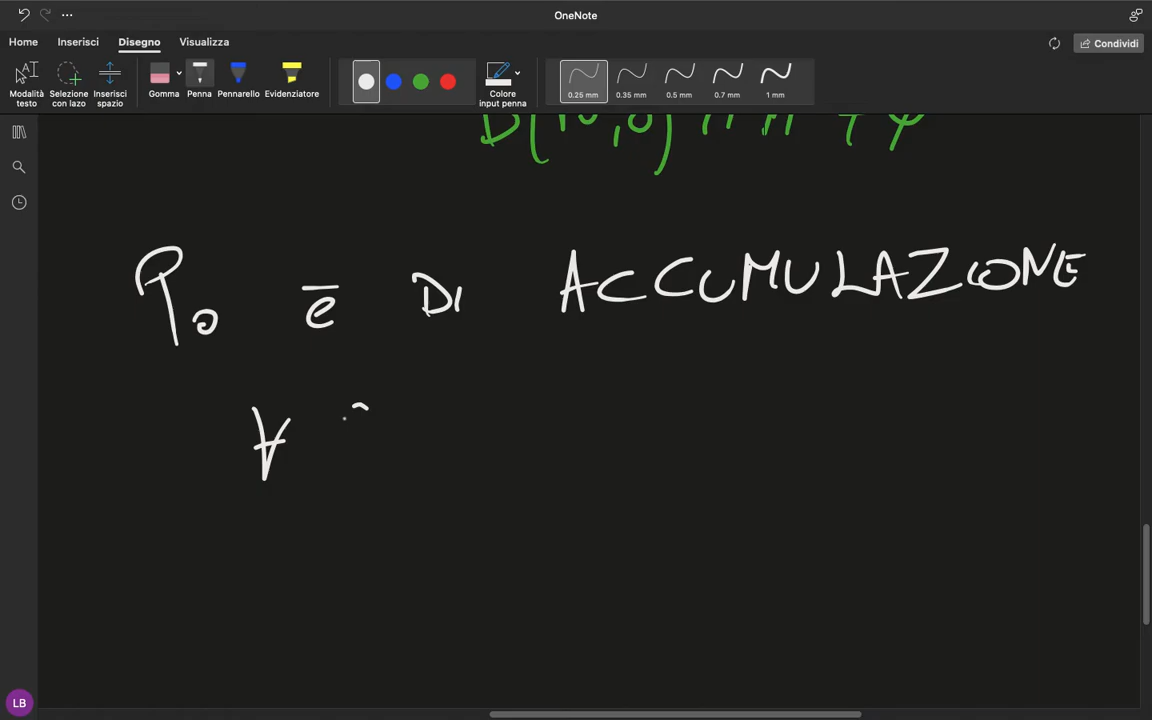 OneNote
Home Inserisci Disegno Visualizza
Condividi
Modalità testo
Selezione con lazo
Inserisci spazio
Gomma
Penna
Pennarello
Evidenziatore
Colore input penna
0.25 mm 0.35 mm 0.5 mm 0.7 mm 1 mm
P₀ ē DI ACCUMULAZIONE
∀
LB